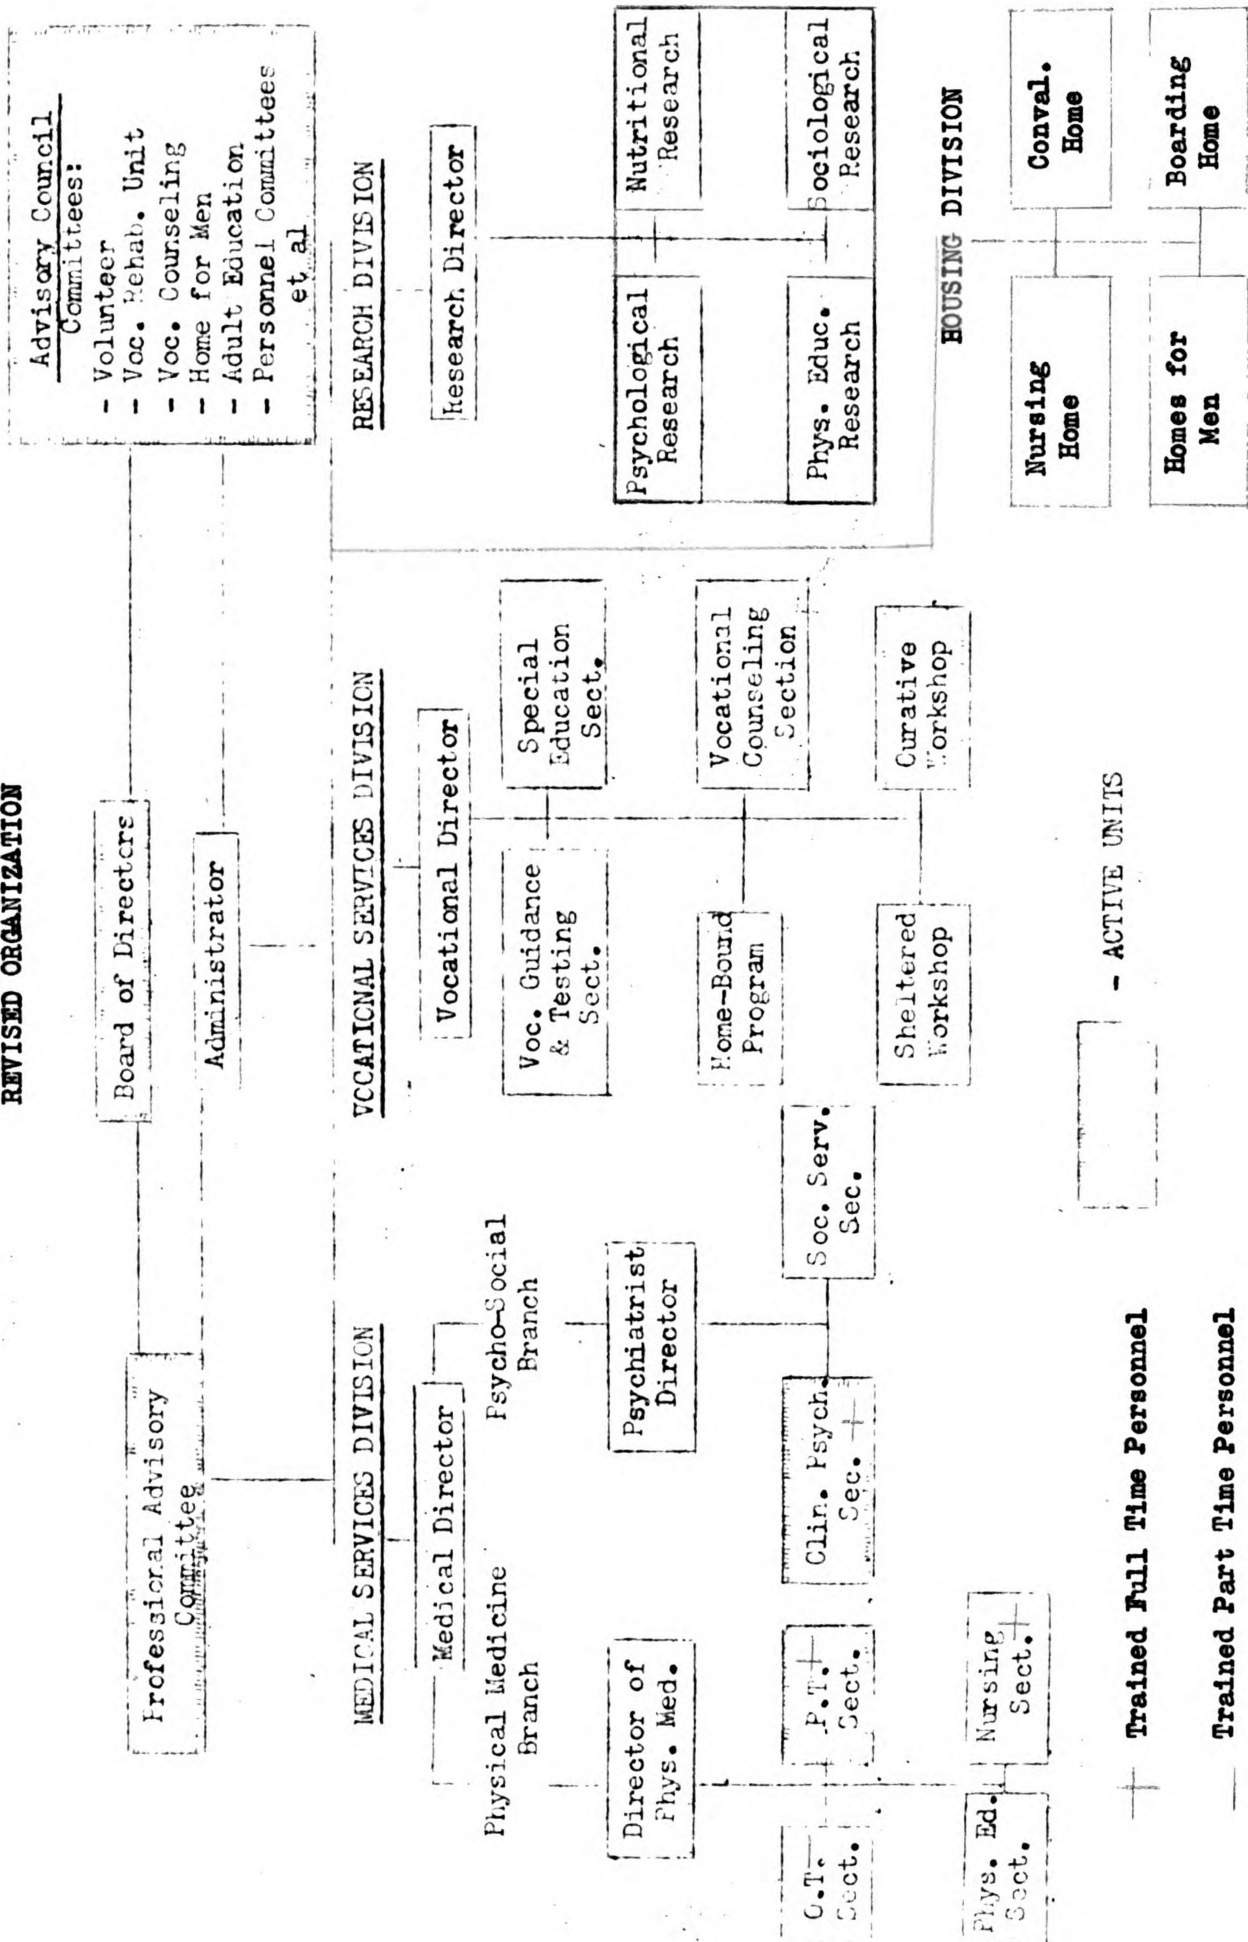 REVISED ORGANIZATION
Board of Directors
Administrator
Professional Advisory
Committee
Advisory Council
Committees:
- Volunteer
- Voc. Rehab. Unit
- Voc. Counseling
- Home for Men
- Adult Education
- Personnel Committees
et al
MEDICAL SERVICES DIVISION
Medical Director
Physical Medicine
Branch
Psycho-Social
Branch
Director of
Phys. Med.
Psychiatrist
Director
O.T. -
Sect.
P.T. +
Sect.
Phys. Ed.
Sect.
Nursing
Sect. +
Clin. Psych.
Sec. +
Soc. Serv.
Sec.
VOCATIONAL SERVICES DIVISION
Vocational Director
Voc. Guidance
& Testing
Sect.
Special
Education
Sect.
Home-Bound
Program
Vocational
Counseling
Section
Sheltered
Workshop
Curative
Workshop
RESEARCH DIVISION
Research Director
Psychological
Research
Nutritional
Research
Phys. Educ.
Research
Sociological
Research
HOUSING DIVISION
Nursing
Home
Conval.
Home
Homes for
Men
Boarding
Home
- ACTIVE UNITS
+ Trained Full Time Personnel
- Trained Part Time Personnel